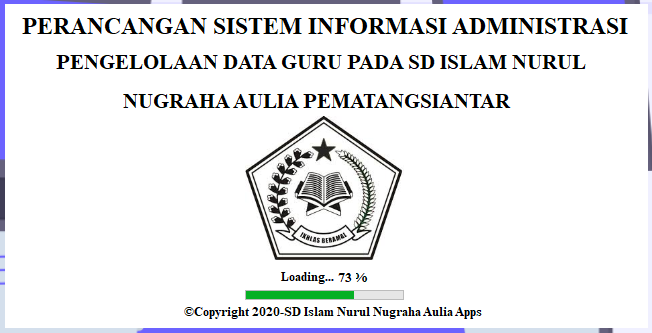 PERANCANGAN SISTEM INFORMASI ADMINISTRASI
PENGELOLAAN DATA GURU PADA SD ISLAM NURUL
NUGRAHA AULIA PEMATANGSIANTAR
IKHLAS BERAMAL
Loading... 73 %
©Copyright 2020-SD Islam Nurul Nugraha Aulia Apps